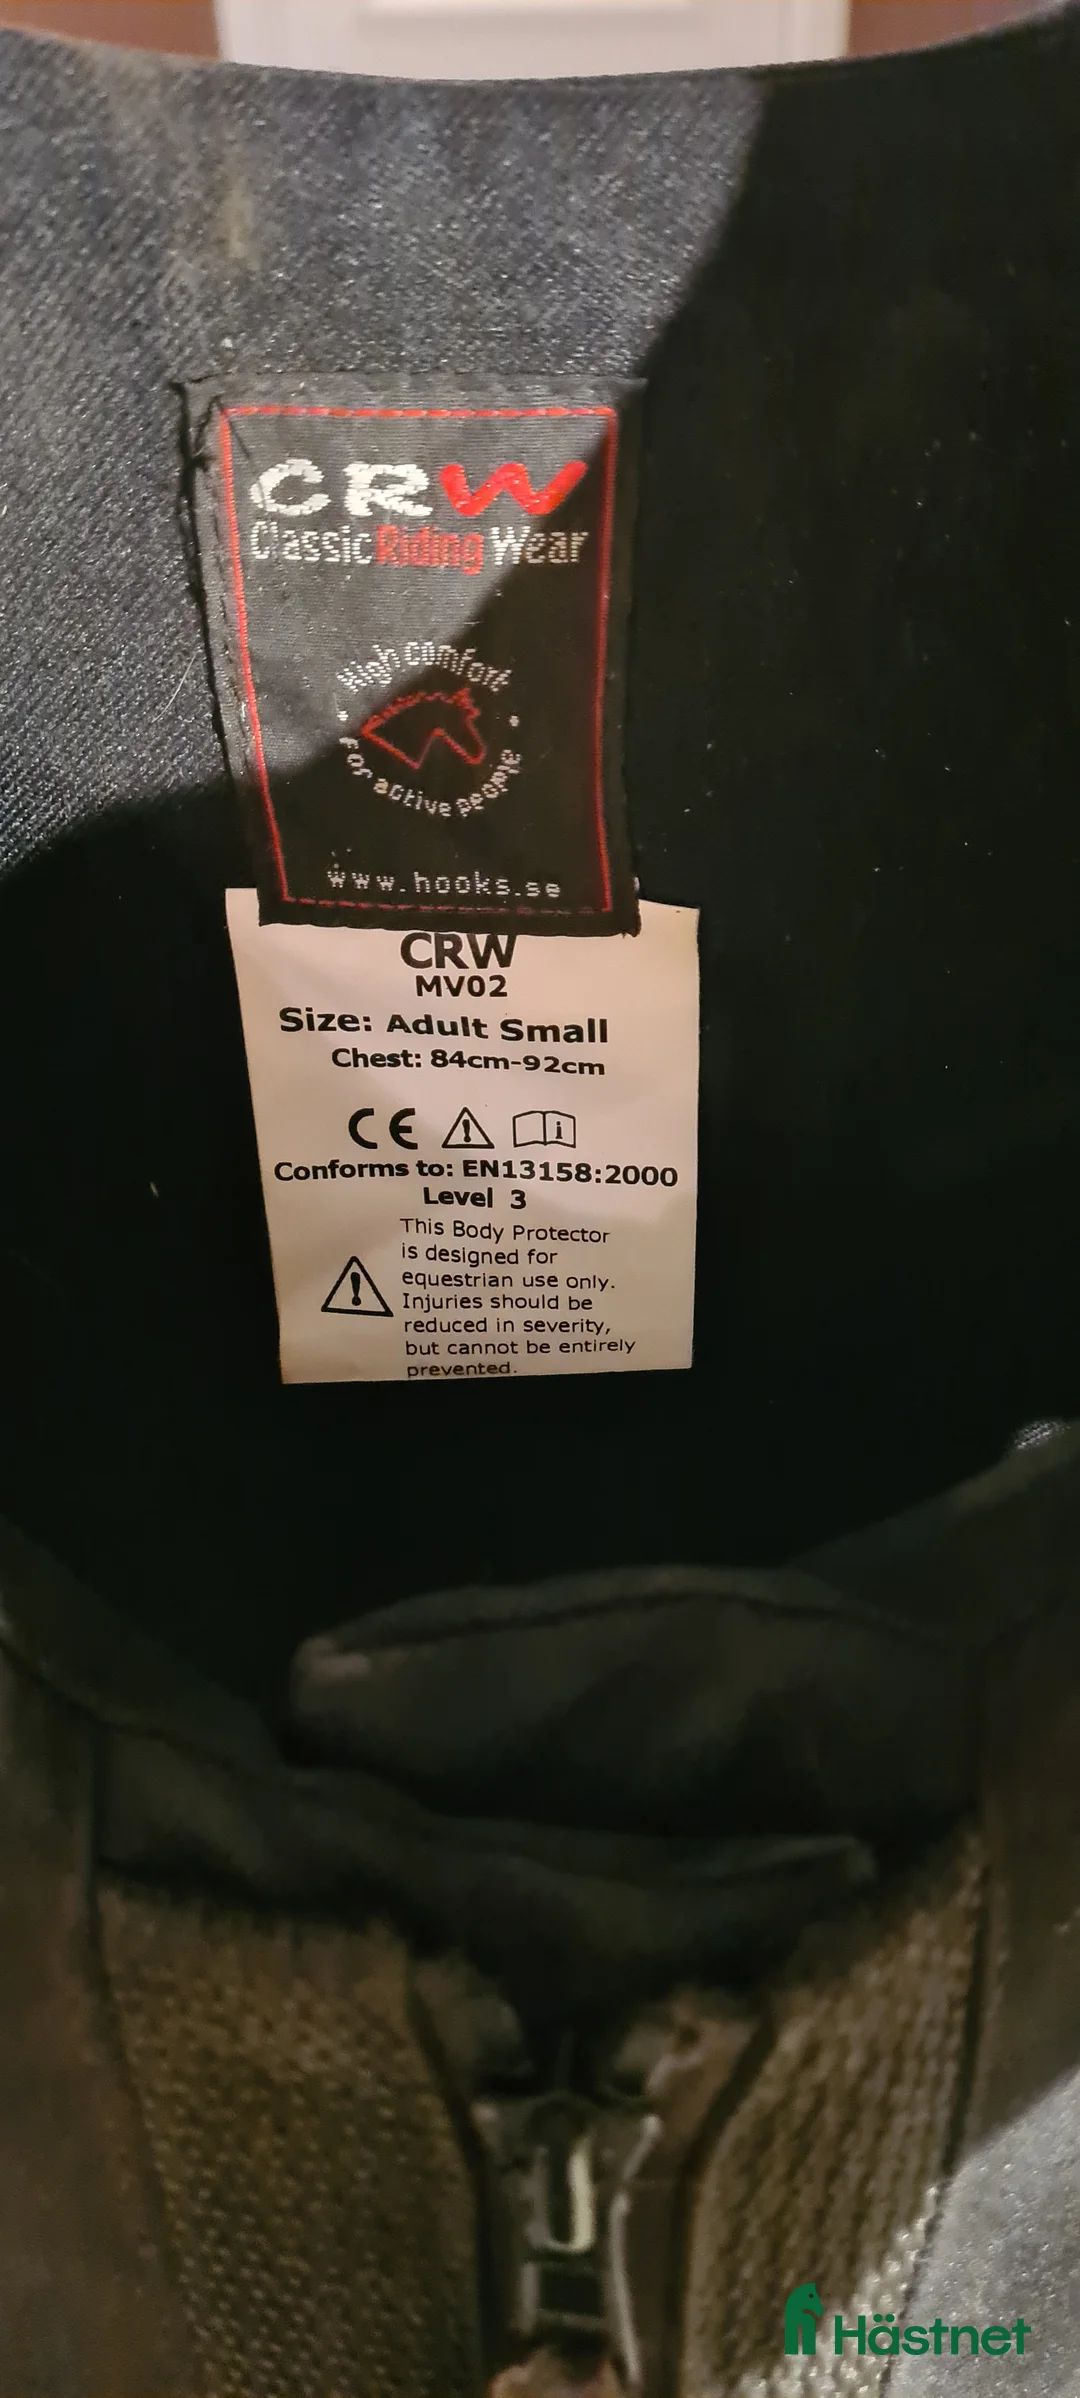 CRW
Classic Riding Wear
High comfort
• for active people •
www.hooks.se
CRW
MV02
Size: Adult Small
Chest: 84cm-92cm
CE
Conforms to: EN13158:2000
Level 3
This Body Protector
is designed for
equestrian use only.
Injuries should be
reduced in severity,
but cannot be entirely
prevented.
Hästnet